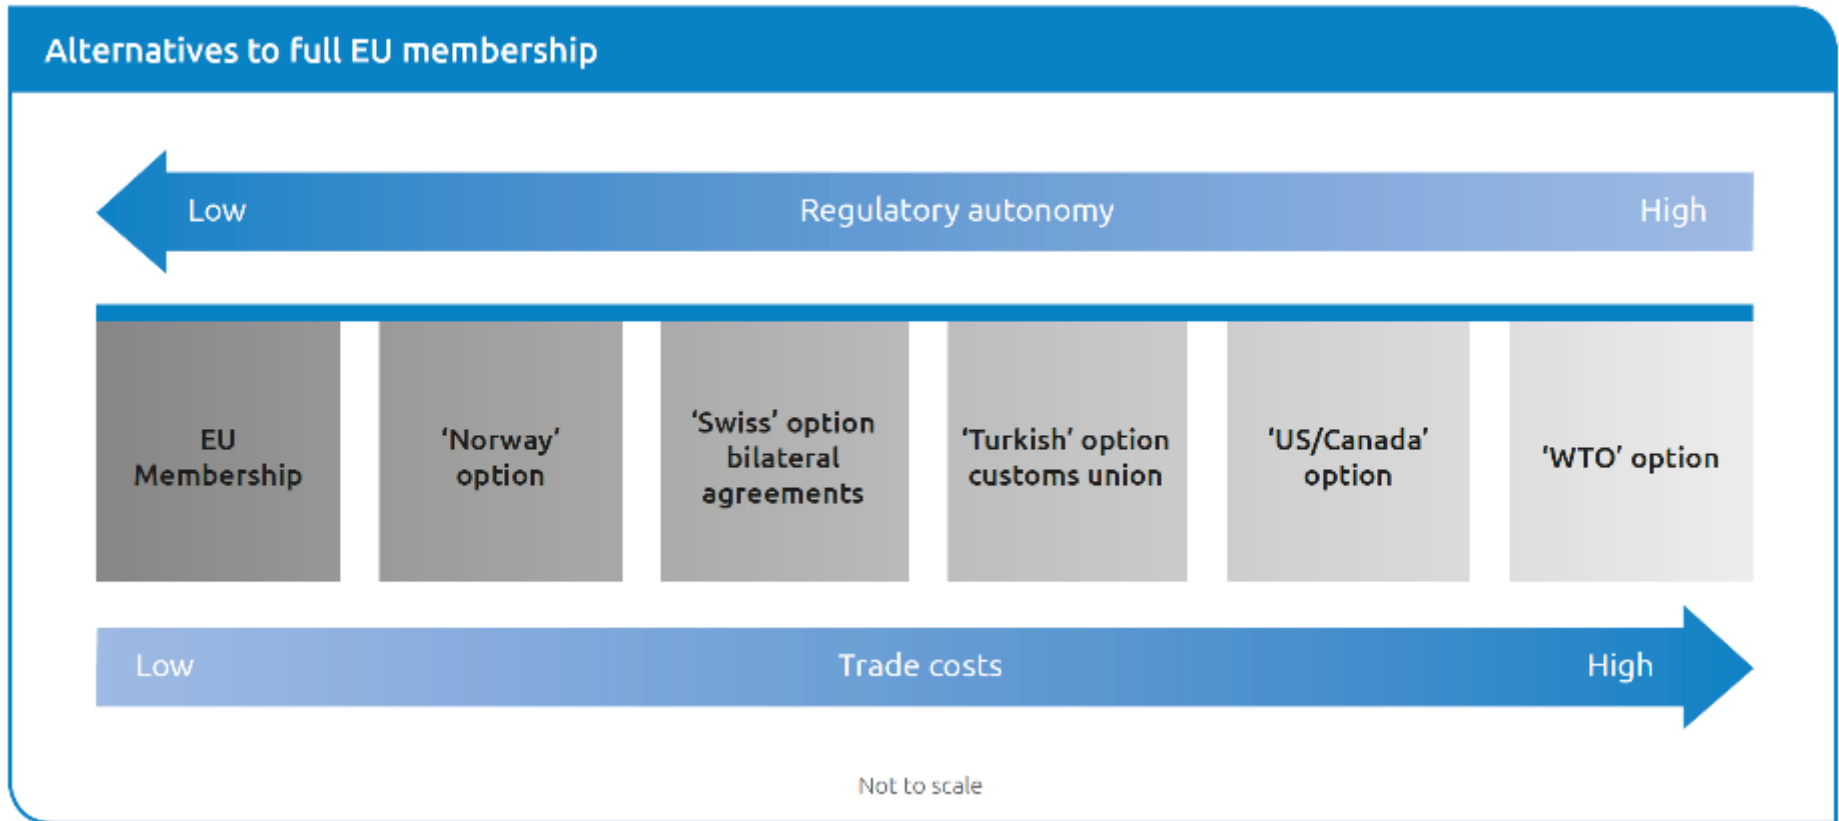 Alternatives to full EU membership
Low Regulatory autonomy High
EU
Membership
‘Norway’
option
‘Swiss’ option
bilateral
agreements
‘Turkish’ option
customs union
‘US/Canada’
option
‘WTO’ option
Low Trade costs High
Not to scale